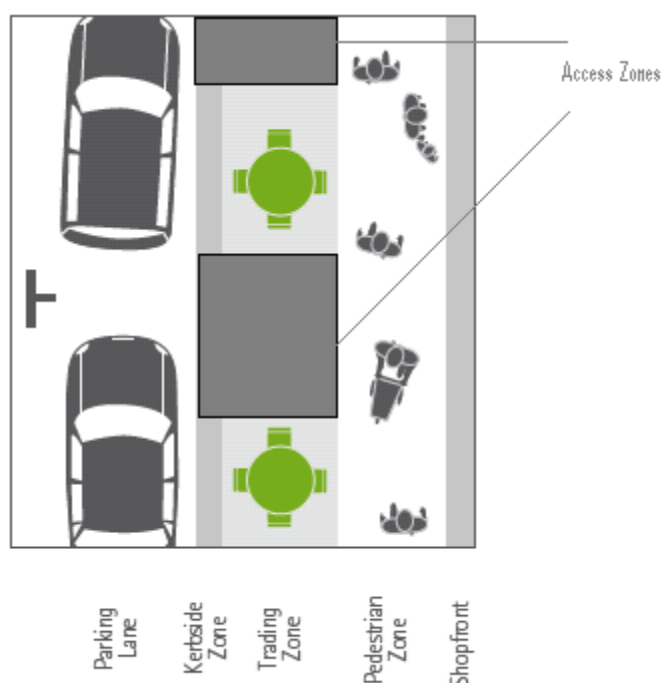 Access Zones
Parking
Lane
Kerbside
Zone
Trading
Zone
Pedestrian
Zone
Shopfront